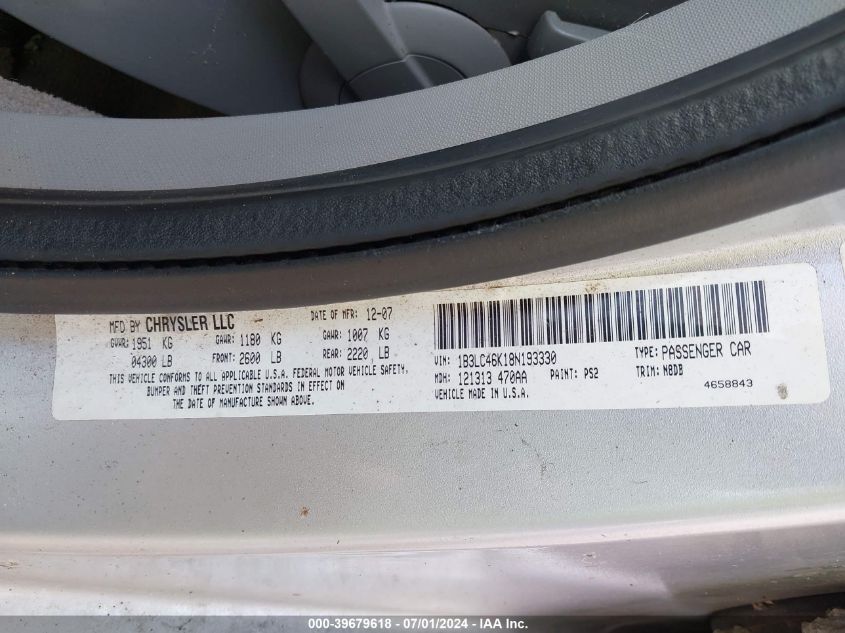 MFD BY CHRYSLER LLC DATE OF MFR: 12-07
GVWR: 1951 KG GAWR: 1180 KG GAWR: 1007 KG
04300 LB FRONT: 2600 LB REAR: 2220 LB
THIS VEHICLE CONFORMS TO ALL APPLICABLE U.S.A. FEDERAL MOTOR VEHICLE SAFETY,
BUMPER AND THEFT PREVENTION STANDARDS IN EFFECT ON
THE DATE OF MANUFACTURE SHOWN ABOVE.
VIN: 1B3LC46K18N193330 TYPE: PASSENGER CAR
MDH: 121313 470AA PAINT: PS2 TRIM: N8DB
VEHICLE MADE IN U.S.A. 4658843
000-39679618 - 07/01/2024 - IAA Inc.